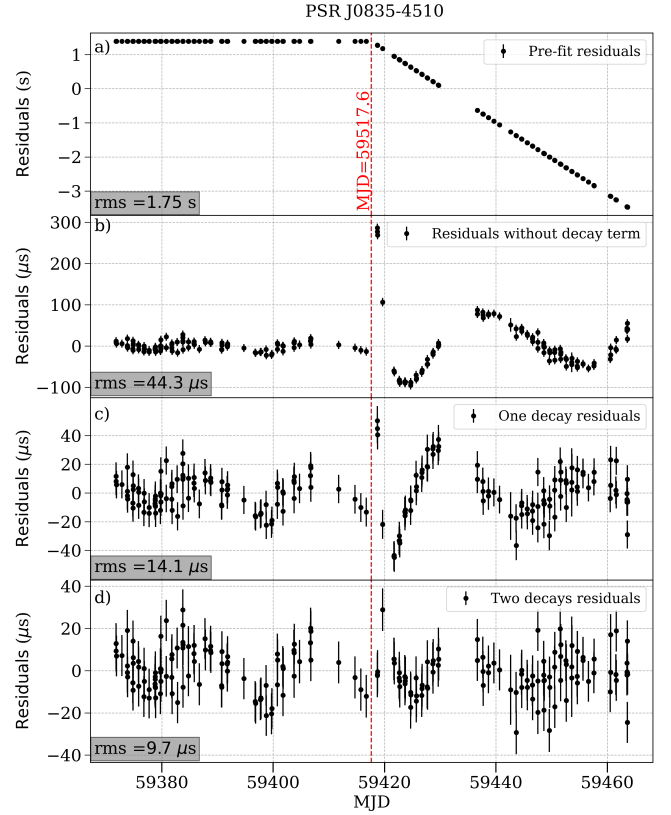 PSR J0835-4510
a)
Pre-fit residuals
Residuals (s)
1
0
−1
−2
−3
MJD=59517.6
rms =1.75 s
b)
Residuals without decay term
Residuals (μs)
300
200
100
0
−100
rms =44.3 μs
c)
One decay residuals
Residuals (μs)
40
20
0
−20
−40
rms =14.1 μs
d)
Two decays residuals
Residuals (μs)
40
20
0
−20
−40
rms =9.7 μs
59380 59400 59420 59440 59460
MJD